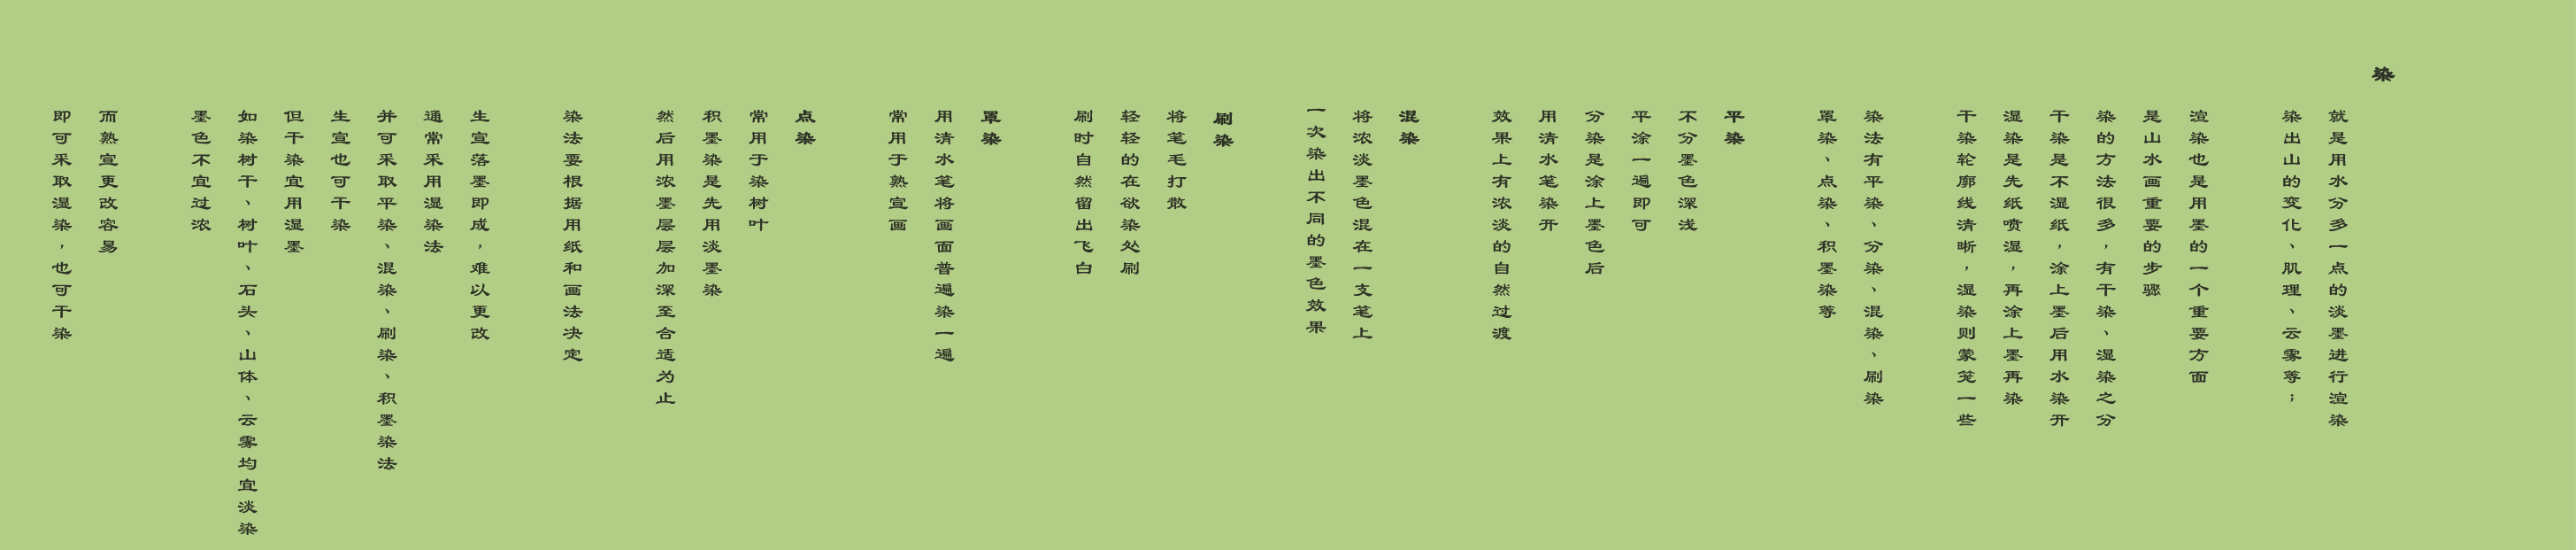 染
就是用水分多一点的淡墨进行渲染
染出山的变化、肌理、云雾等；
渲染也是用墨的一个重要方面
是山水画重要的步骤
染的方法很多，有干染、湿染之分
干染是不湿纸，涂上墨后用水染开
湿染是先纸喷湿，再涂上墨再染
干染轮廓线清晰，湿染则蒙笼一些
染法有平染、分染、混染、刷染
罩染、点染、积墨染等
平染
不分墨色深浅
平涂一遍即可
分染是涂上墨色后
用清水笔染开
效果上有浓淡的自然过渡
混染
将浓淡墨色混在一支笔上
一次染出不同的墨色效果
刷染
将笔毛打散
轻轻的在欲染处刷
刷时自然留出飞白
罩染
用清水笔将画面普遍染一遍
常用于熟宣画
点染
常用于染树叶
积墨染是先用淡墨染
然后用浓墨层层加深至合适为止
染法要根据用纸和画法决定
生宣落墨即成，难以更改
通常采用湿染法
并可采取平染、混染、刷染、积墨染法
生宣也可干染
但干染宜用湿墨
如染树干、树叶、石头、山体、云雾均宜淡染
墨色不宜过浓
而熟宣更改容易
即可采取湿染，也可干染